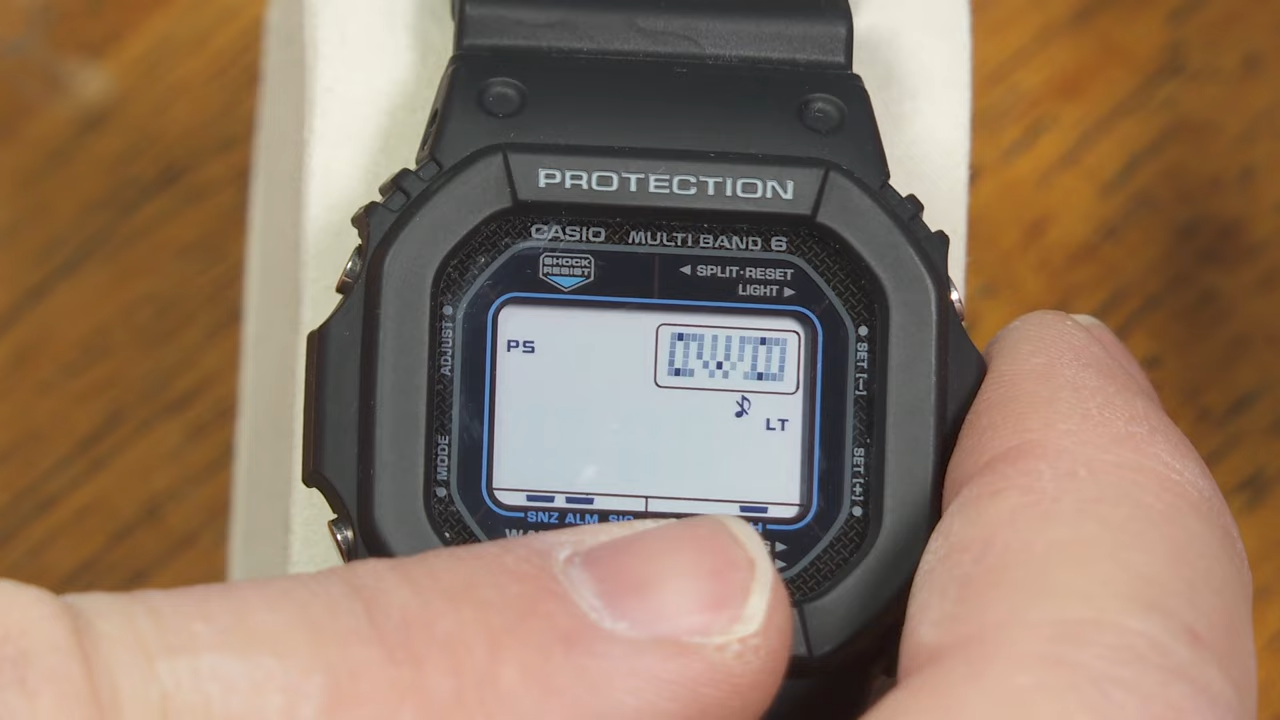 PROTECTION
CASIO MULTI BAND 6
SHOCK RESIST
◀ SPLIT·RESET
LIGHT ▶
ADJUST
MODE
SET [–]
SET [+]
PS
LT
SNZ ALM